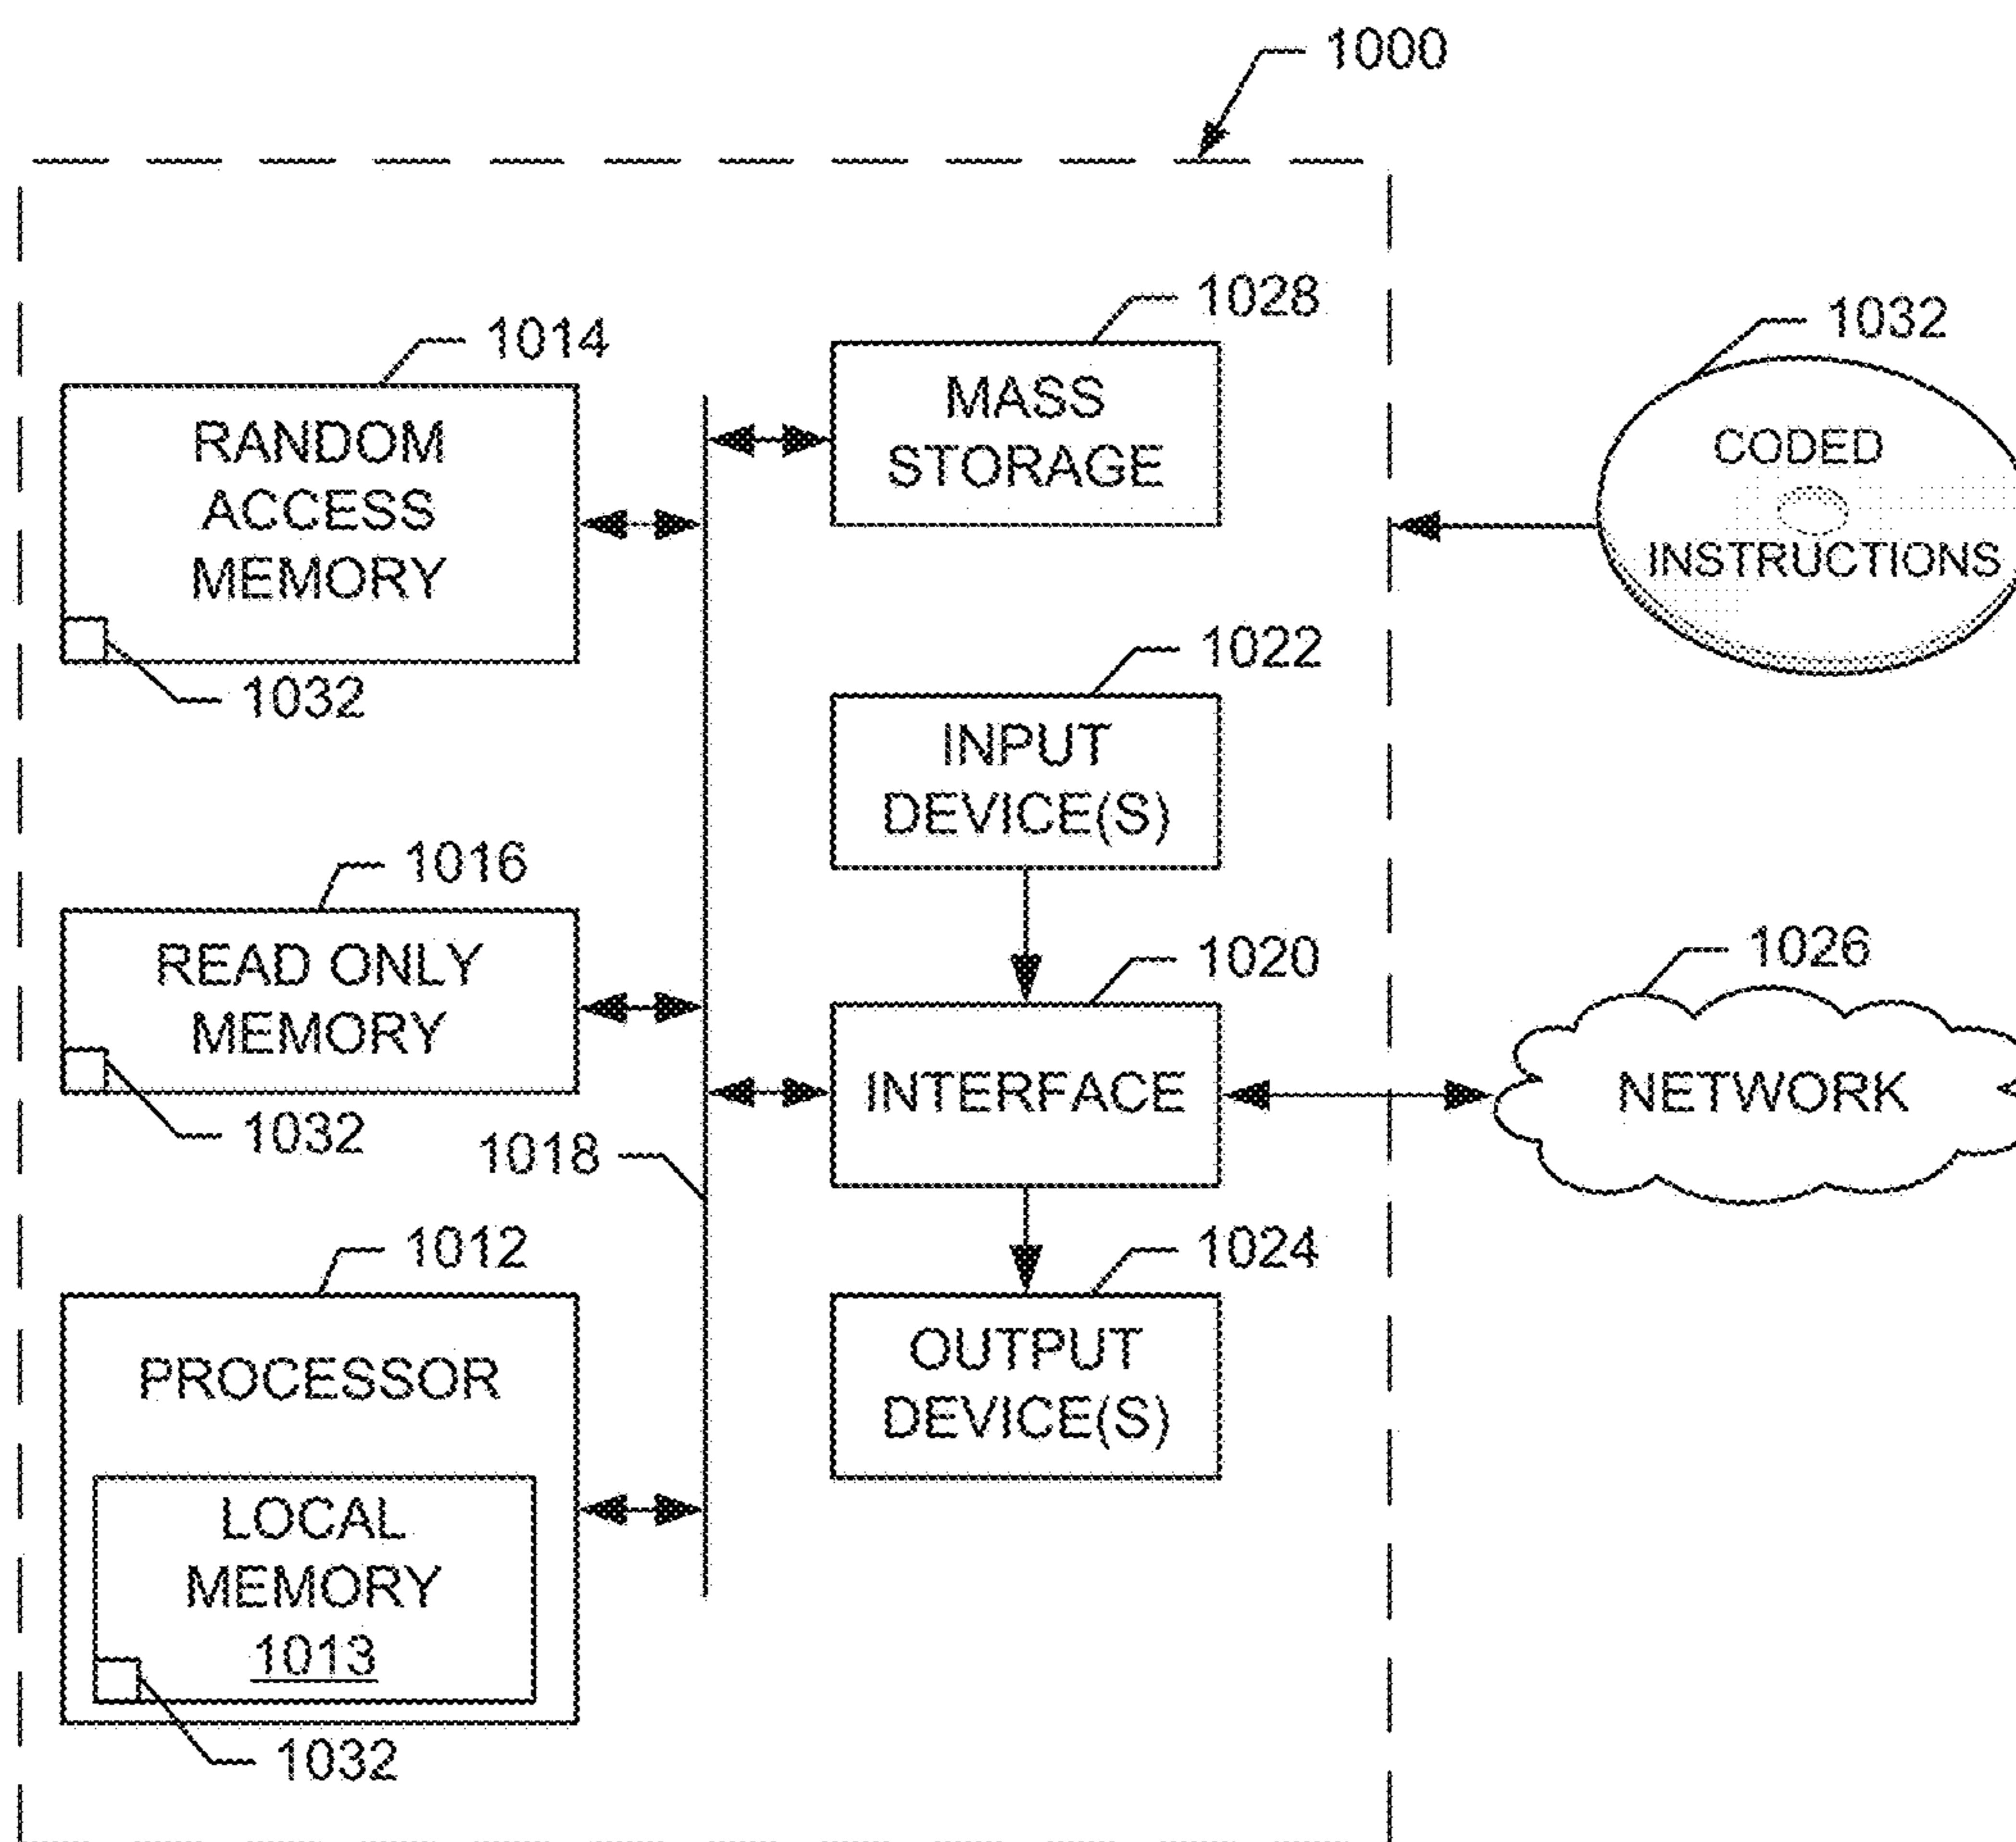 1000
1028
1014
1032
MASS
STORAGE
RANDOM
ACCESS
MEMORY
CODED
INSTRUCTIONS
1032
1022
INPUT
DEVICE(S)
1016
READ ONLY
MEMORY
1032
1020
1026
INTERFACE
NETWORK
1018
1012
1024
PROCESSOR
OUTPUT
DEVICE(S)
LOCAL
MEMORY
1013
1032